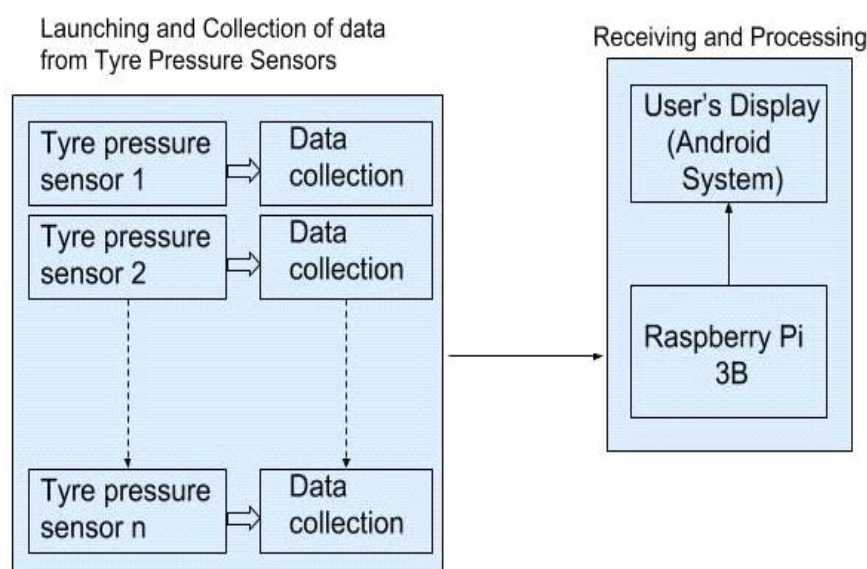 Launching and Collection of data
from Tyre Pressure Sensors
Tyre pressure
sensor 1
Data
collection
Tyre pressure
sensor 2
Data
collection
Tyre pressure
sensor n
Data
collection
Receiving and Processing
User's Display
(Android
System)
Raspberry Pi
3B